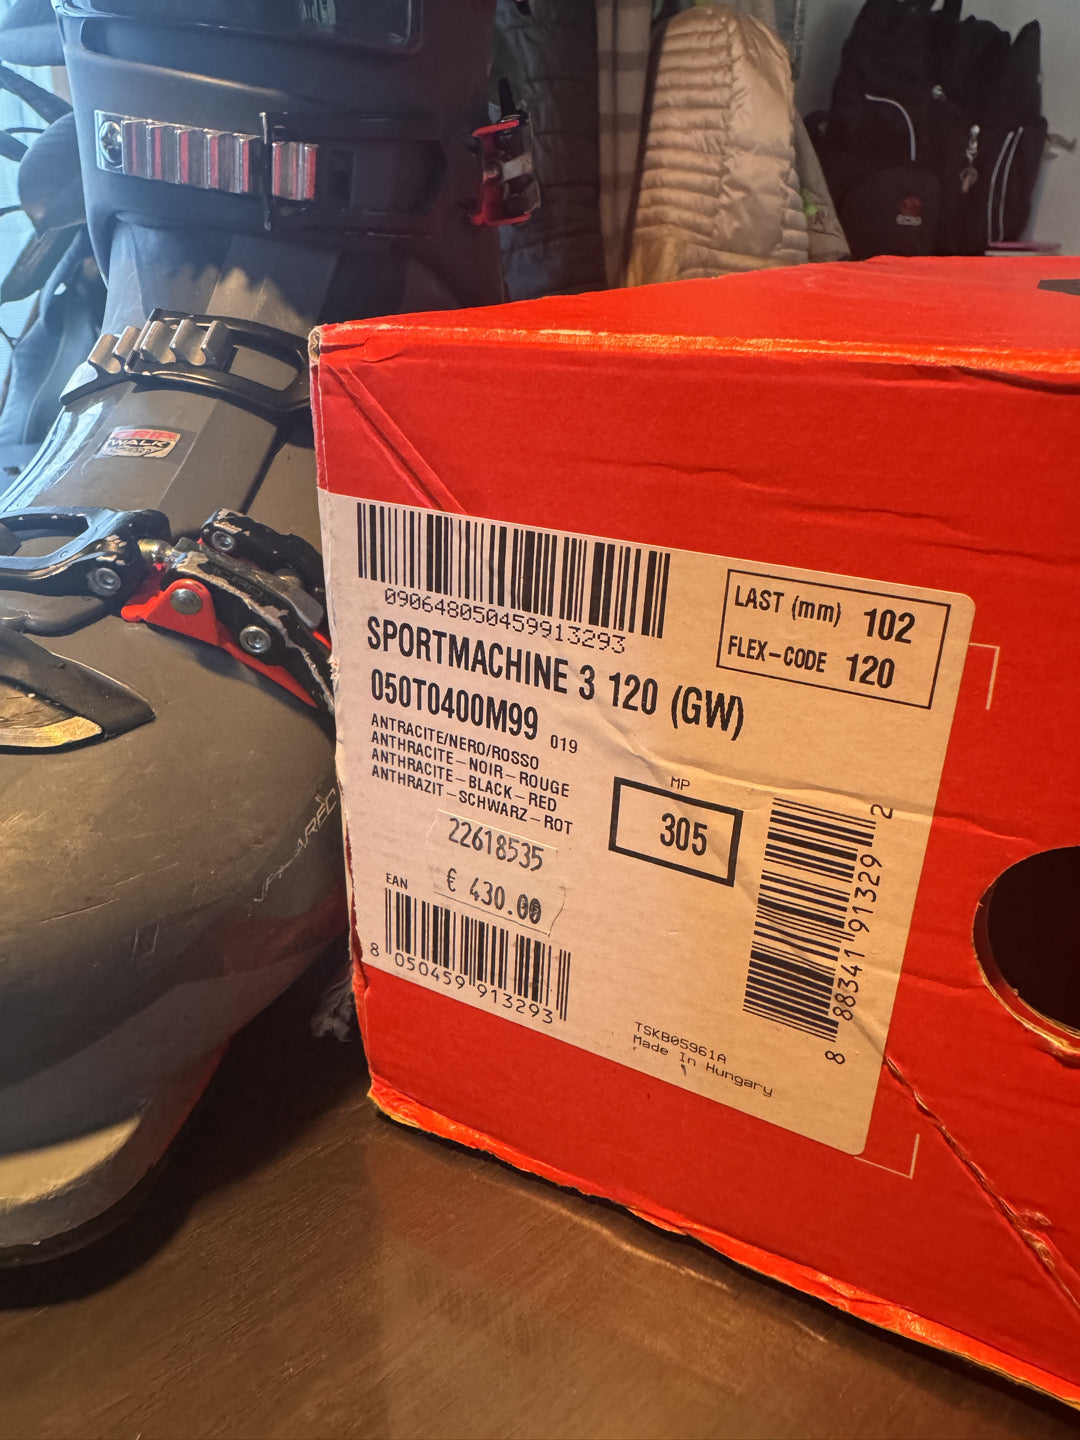 GRIP
WALK
090648050459913293
LAST (mm) 102
FLEX-CODE 120
SPORTMACHINE 3 120 (GW)
050T0400M99 019
ANTRACITE/NERO/ROSSO
ANTHRACITE-NOIR-ROUGE
ANTHRACITE-BLACK-RED
ANTHRAZIT-SCHWARZ-ROT
MP
305
22618535
€ 430.00
EAN
8 050459 913293
8 88341 91329 2
TSKB05961A
Made In Hungary